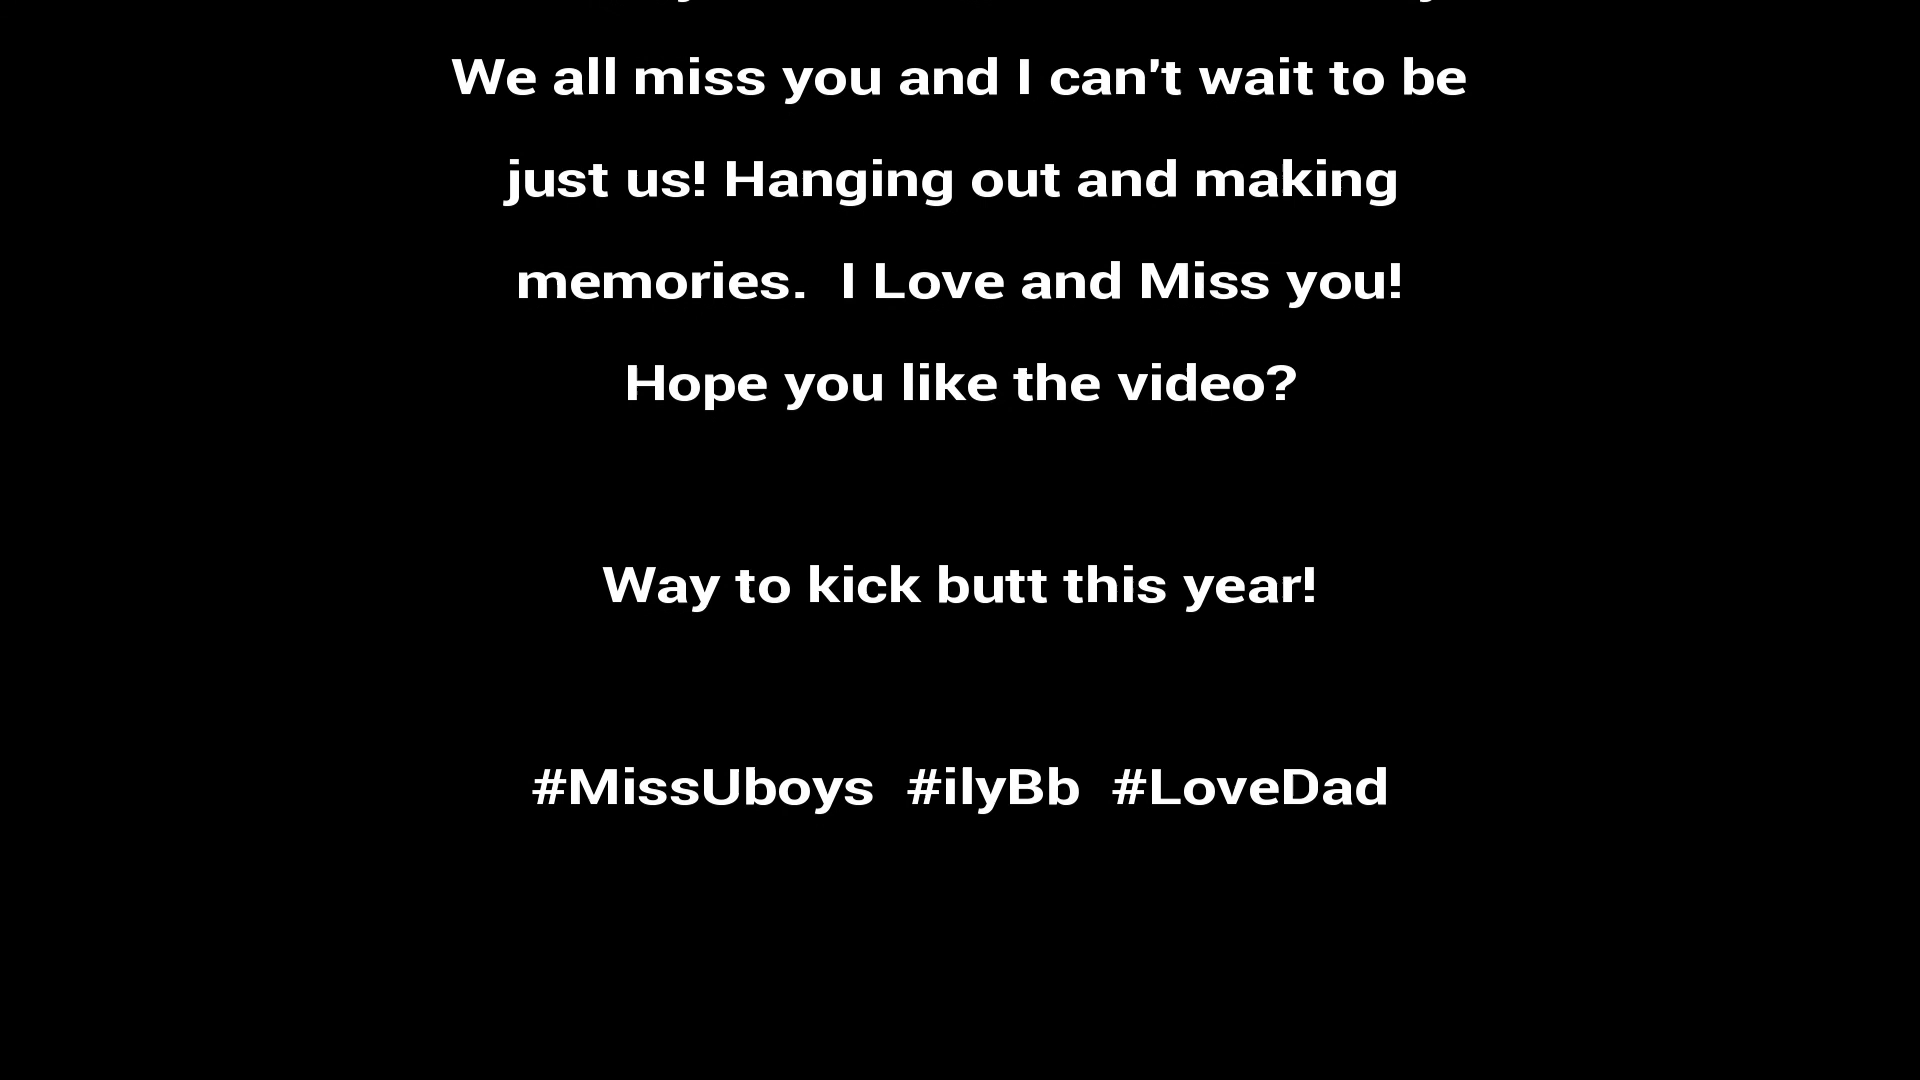 We all miss you and I can't wait to be
just us! Hanging out and making
memories.  I Love and Miss you!
Hope you like the video?
Way to kick butt this year!
#MissUboys  #ilyBb  #LoveDad